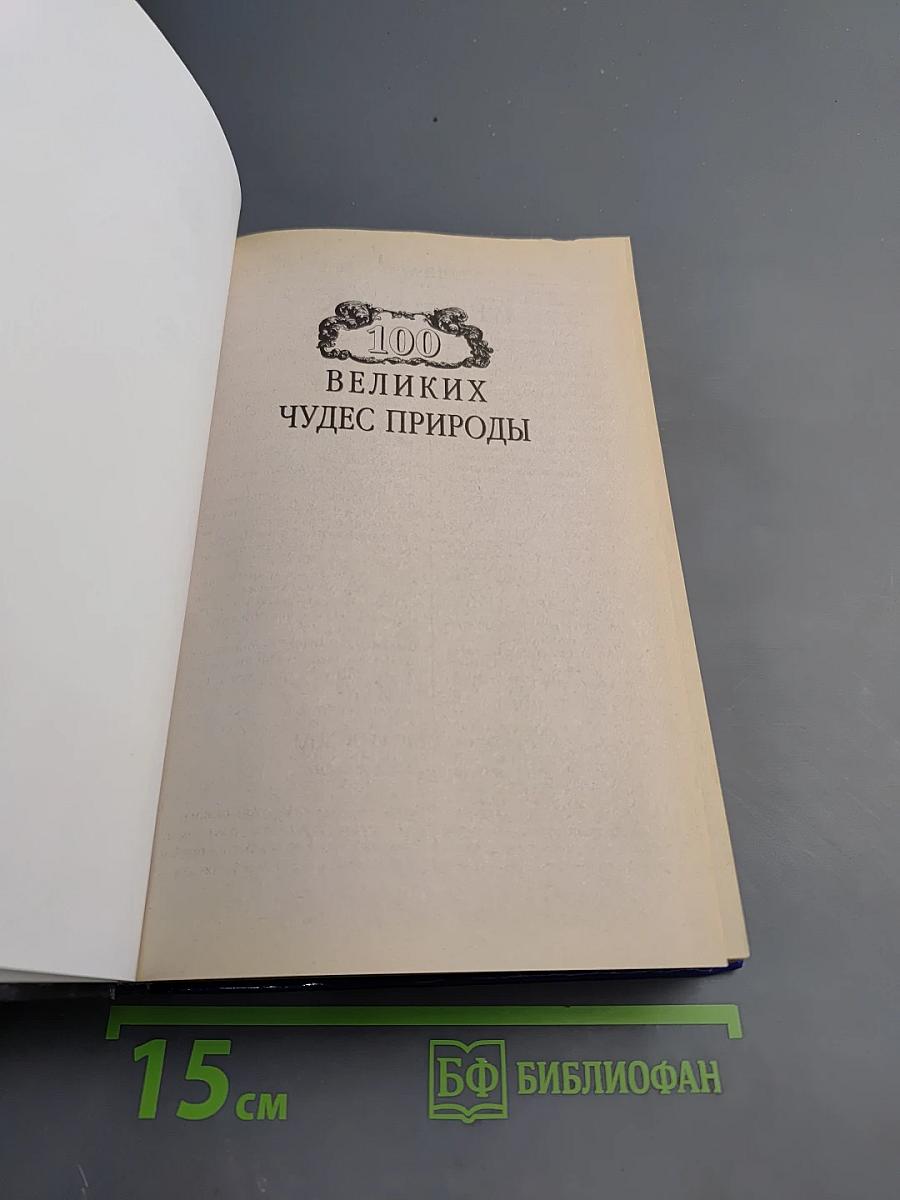 100
ВЕЛИКИХ
ЧУДЕС ПРИРОДЫ
15 см
БФ БИБЛИОФАН